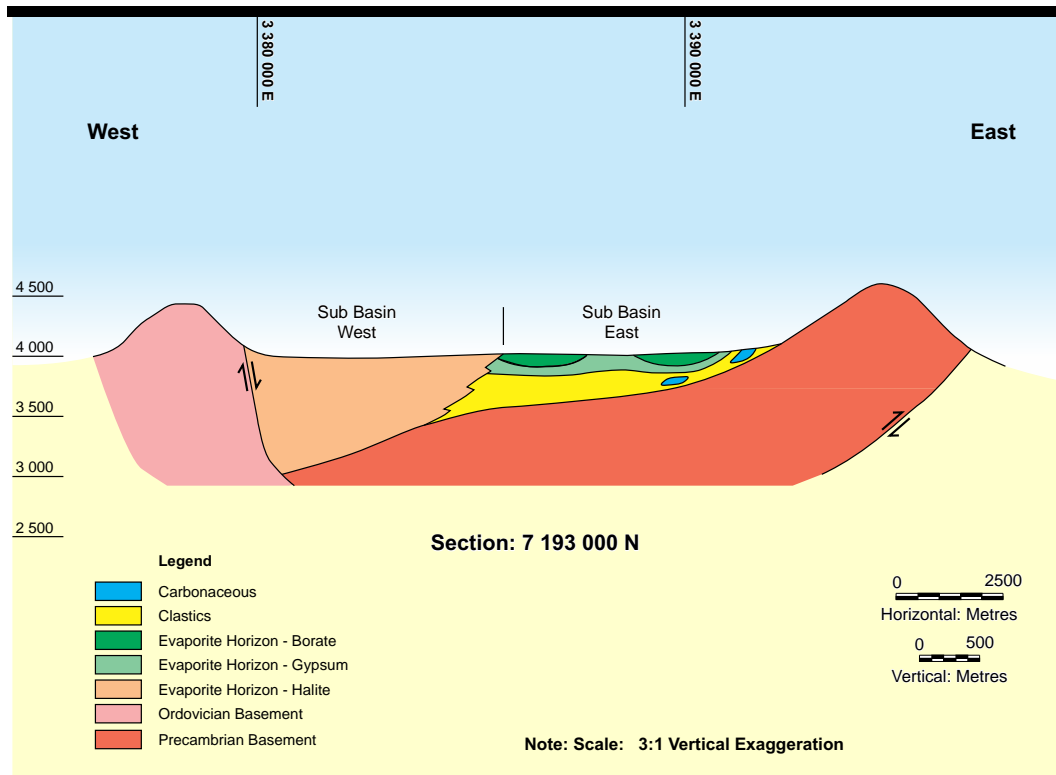 3 380 000 E
3 390 000 E
West
East
4 500
4 000
3 500
3 000
2 500
Sub Basin
West
Sub Basin
East
Section: 7 193 000 N
Legend
Carbonaceous
Clastics
Evaporite Horizon - Borate
Evaporite Horizon - Gypsum
Evaporite Horizon - Halite
Ordovician Basement
Precambrian Basement
0 2500
Horizontal: Metres
0 500
Vertical: Metres
Note: Scale: 3:1 Vertical Exaggeration